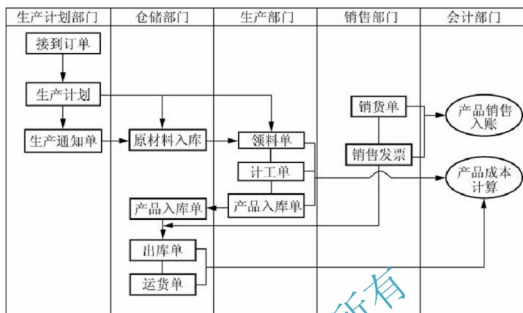 生产计划部门 仓储部门 生产部门 销售部门 会计部门
接到订单
生产计划
生产通知单
原材料入库
产品入库单
出库单
运货单
领料单
计工单
产品入库单
销货单
销售发票
产品销售
入账
产品成本
计算
所有